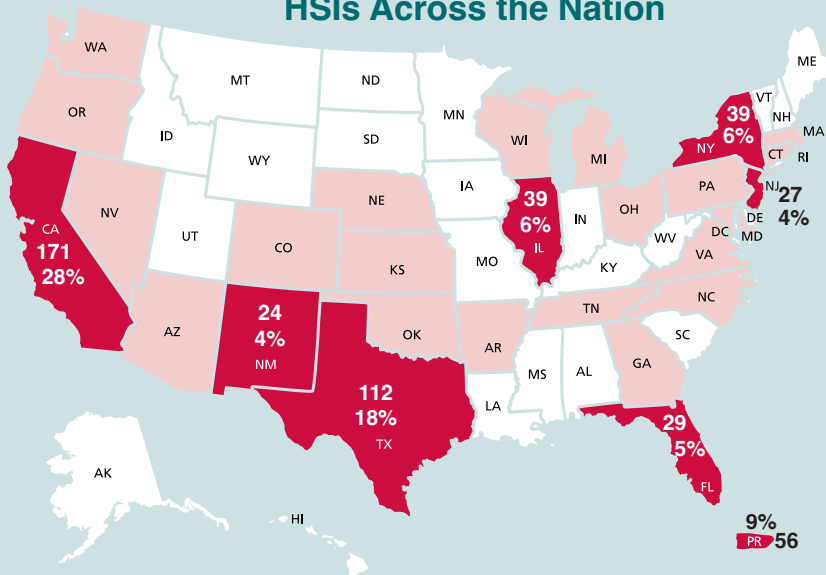 HSIs Across the Nation
WA
MT
ND
MN
ME
VT
NH
MA
OR
ID
SD
WI
MI
39
6%
NY
CT
RI
WY
IA
NE
PA
NJ
27
4%
NV
UT
CO
39
6%
IL
IN
OH
DE
DC
MD
WV
VA
CA
171
28%
KS
MO
KY
AZ
24
4%
NM
OK
AR
TN
NC
SC
112
18%
TX
LA
MS
AL
GA
29
5%
FL
AK
HI
9%
PR
56